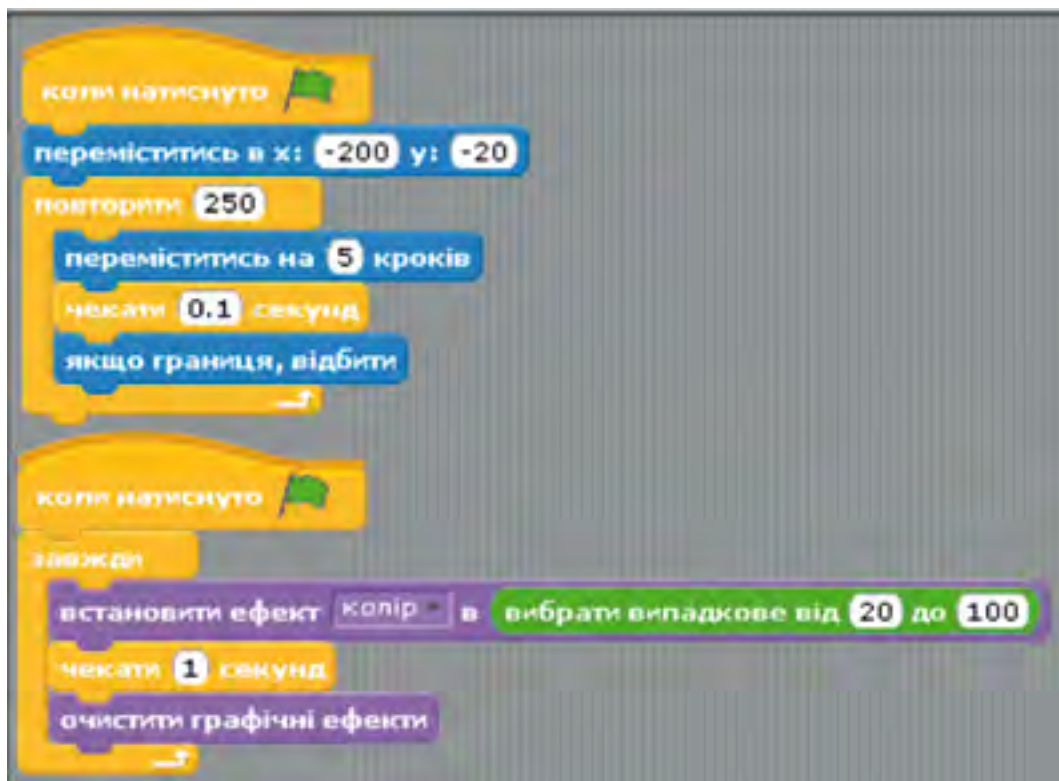 коли натиснуто
переміститись в x: -200 y: -20
повторити 250
переміститись на 5 кроків
чекати 0.1 секунд
якщо границя, відбити
коли натиснуто
завжди
встановити ефект колір в вибрати випадкове від 20 до 100
чекати 1 секунд
очистити графічні ефекти